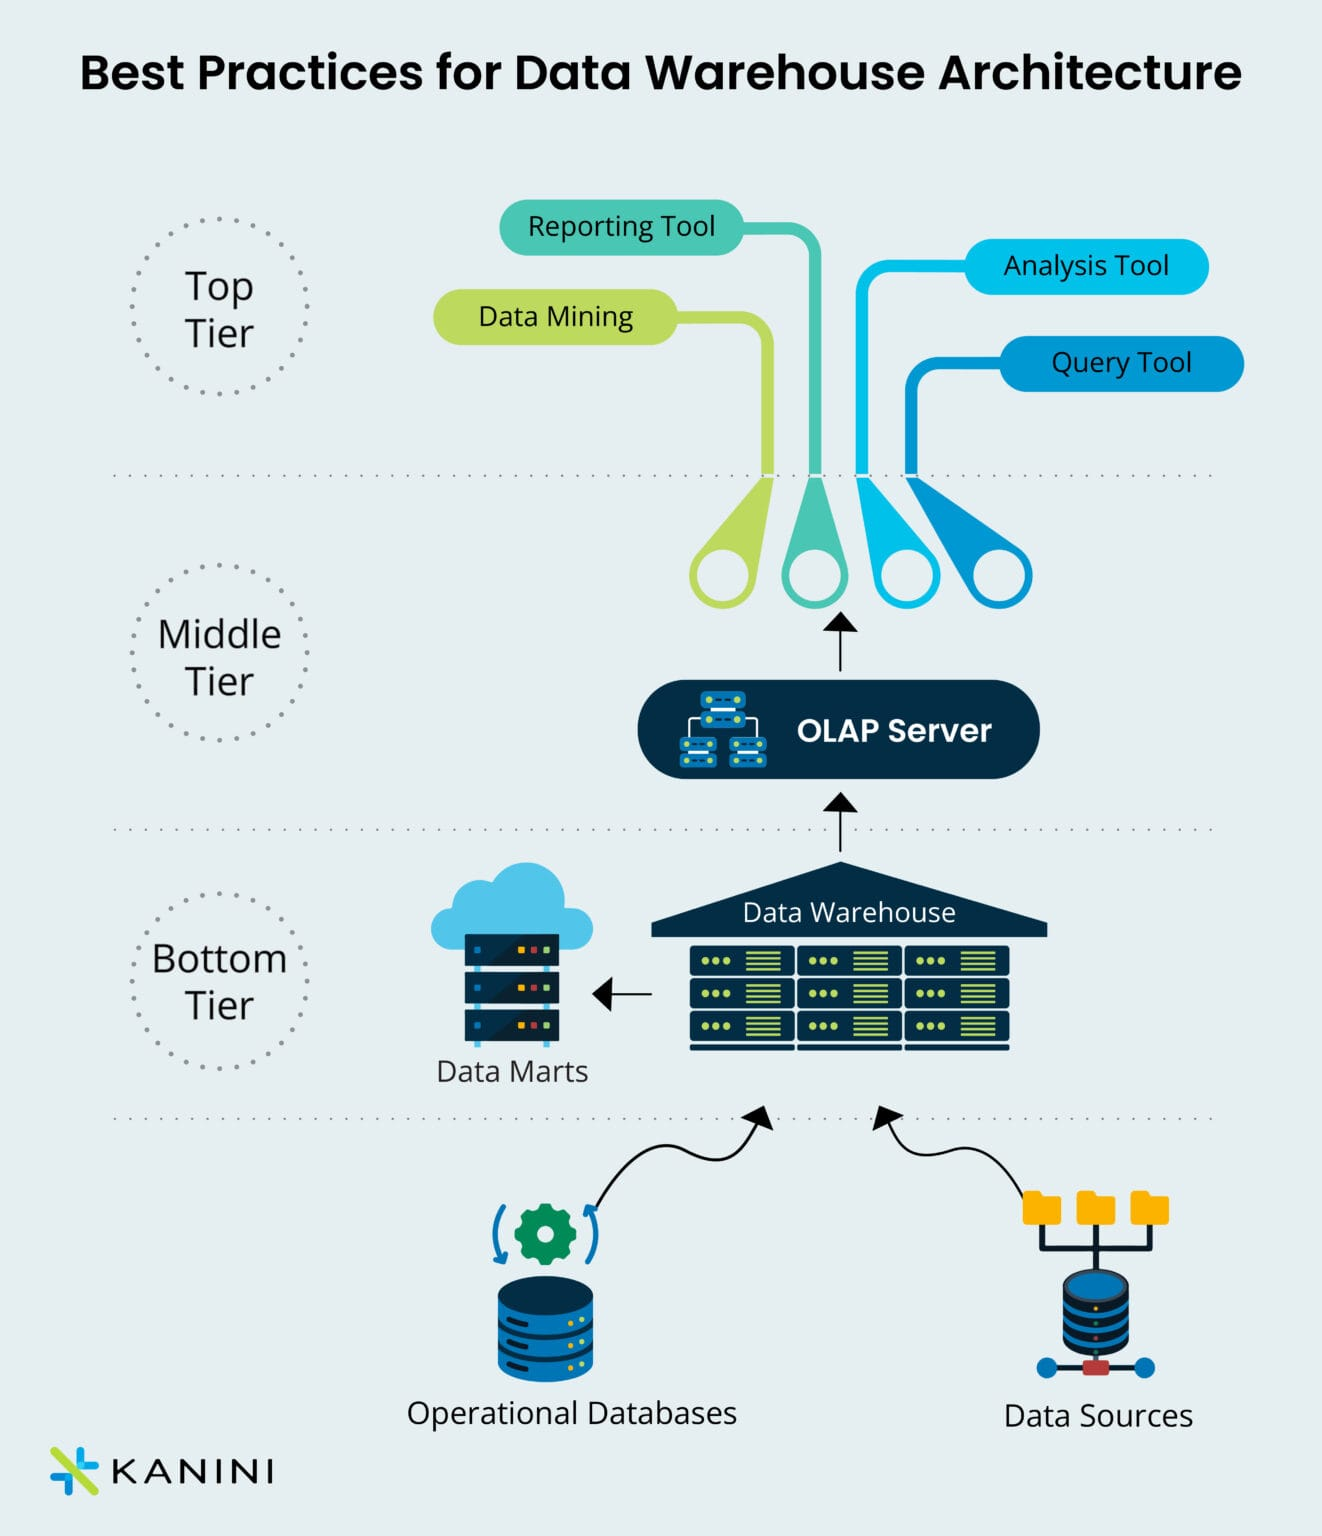 Best Practices for Data Warehouse Architecture
Reporting Tool
Analysis Tool
Top
Tier
Data Mining
Query Tool
Middle
Tier
OLAP Server
Data Warehouse
Bottom
Tier
Data Marts
Operational Databases
Data Sources
KANINI